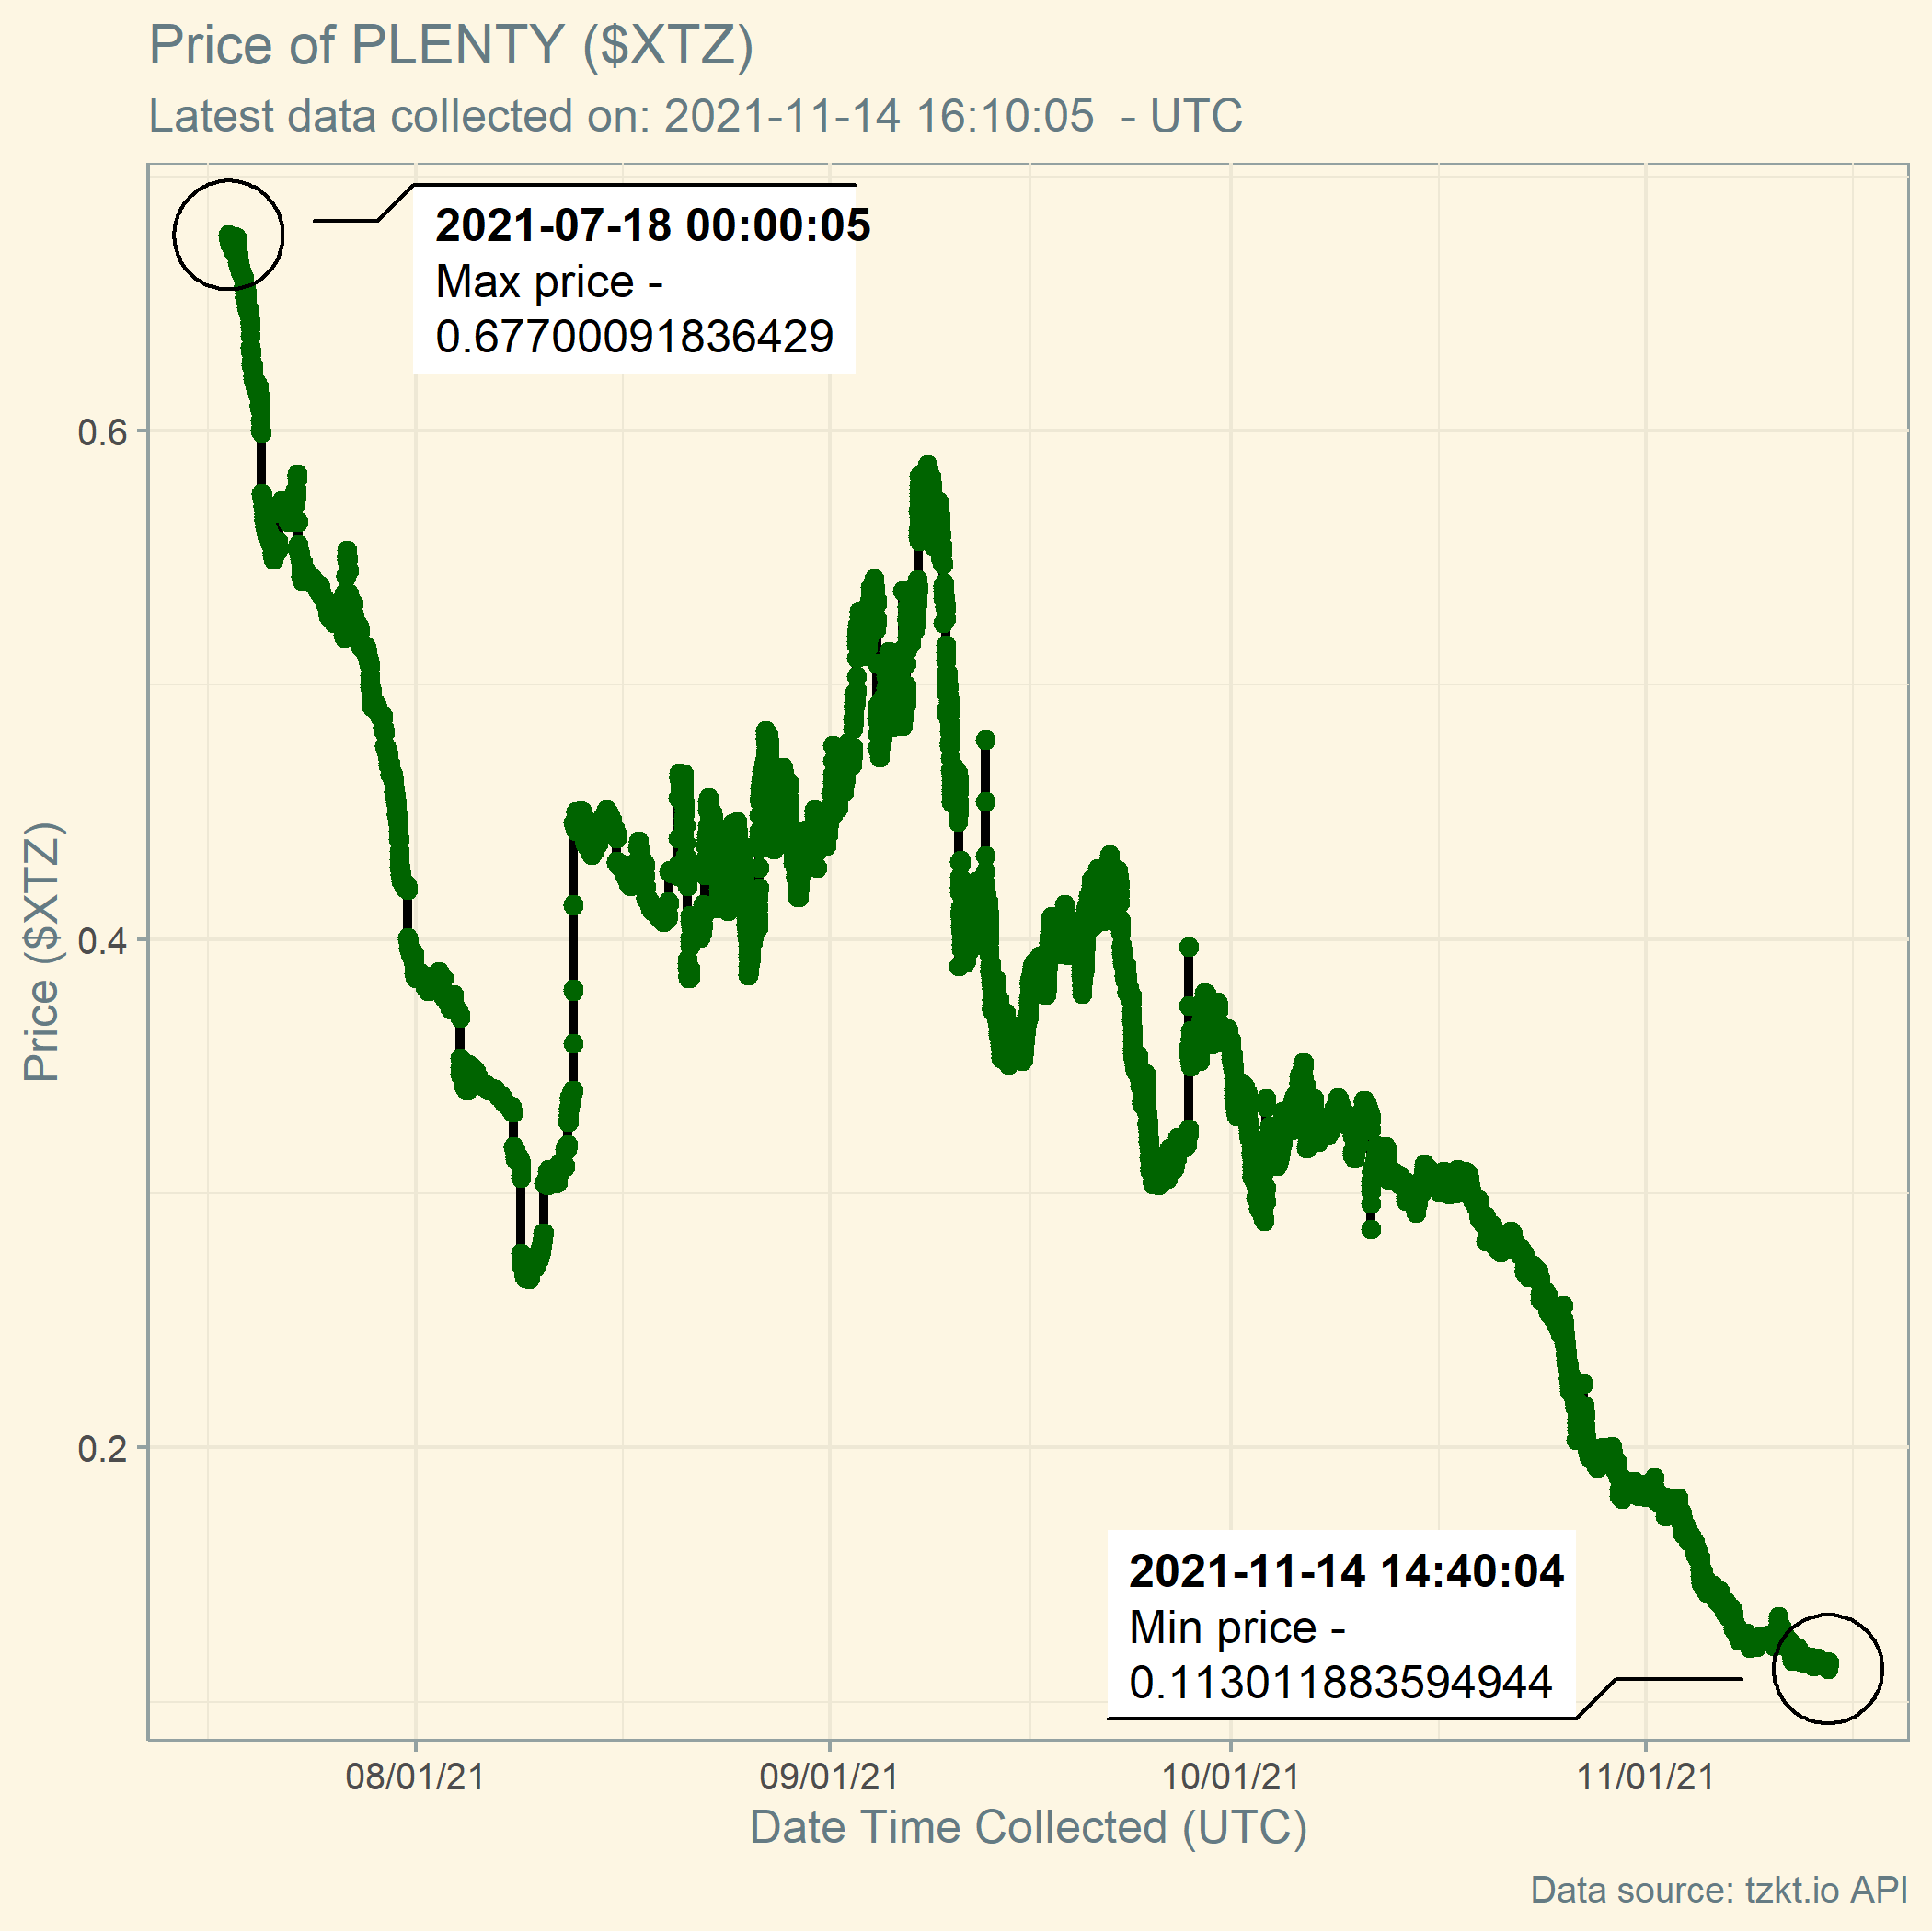 Price of PLENTY ($XTZ)
Latest data collected on: 2021-11-14 16:10:05  - UTC
2021-07-18 00:00:05
Max price -
0.67700091836429
0.6
0.4
0.2
Price ($XTZ)
2021-11-14 14:40:04
Min price -
0.113011883594944
08/01/21
09/01/21
10/01/21
11/01/21
Date Time Collected (UTC)
Data source: tzkt.io API